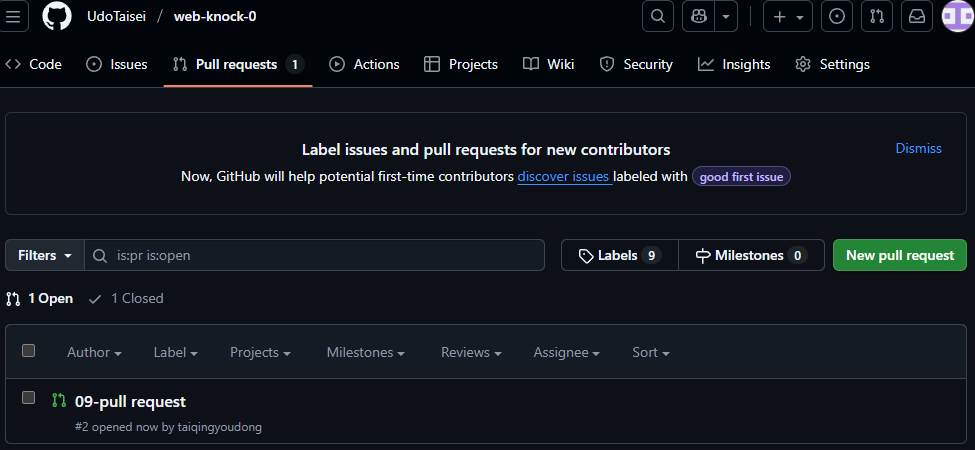 UdoTaisei / web-knock-0
Code Issues Pull requests 1 Actions Projects Wiki Security Insights Settings
Label issues and pull requests for new contributors
Dismiss
Now, GitHub will help potential first-time contributors discover issues labeled with good first issue
Filters is:pr is:open Labels 9 Milestones 0 New pull request
1 Open 1 Closed
Author Label Projects Milestones Reviews Assignee Sort
09-pull request
#2 opened now by taiqingyoudong